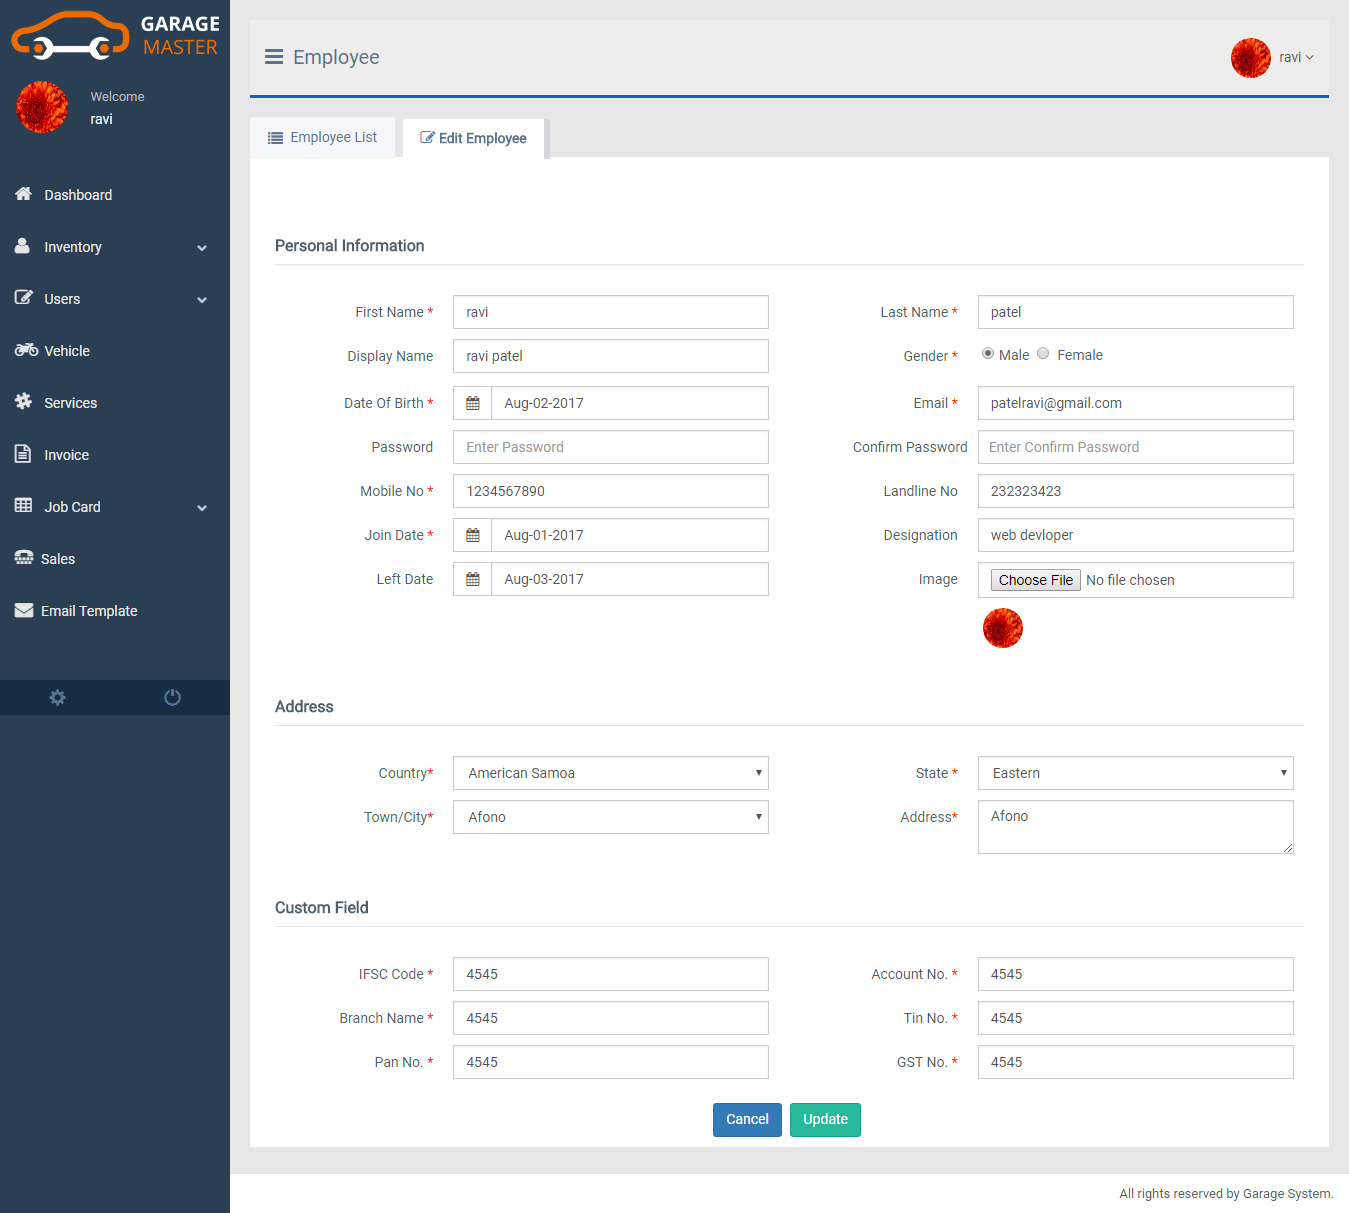 GARAGE
MASTER
Welcome
ravi
Dashboard
Inventory
Users
Vehicle
Services
Invoice
Job Card
Sales
Email Template
Employee
ravi
Employee List
Edit Employee
Personal Information
First Name * ravi
Last Name * patel
Display Name ravi patel
Gender * Male Female
Date Of Birth * Aug-02-2017
Email * patelravi@gmail.com
Password Enter Password
Confirm Password Enter Confirm Password
Mobile No * 1234567890
Landline No 232323423
Join Date * Aug-01-2017
Designation web devloper
Left Date Aug-03-2017
Image Choose File No file chosen
Address
Country* American Samoa
State * Eastern
Town/City* Afono
Address* Afono
Custom Field
IFSC Code * 4545
Account No. * 4545
Branch Name * 4545
Tin No. * 4545
Pan No. * 4545
GST No. * 4545
Cancel
Update
All rights reserved by Garage System.